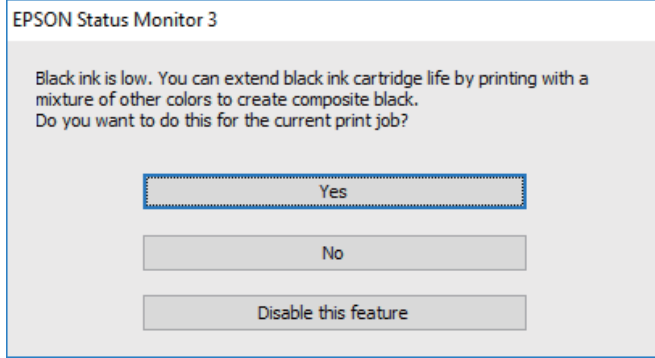 EPSON Status Monitor 3
Black ink is low. You can extend black ink cartridge life by printing with a
mixture of other colors to create composite black.
Do you want to do this for the current print job?
Yes
No
Disable this feature